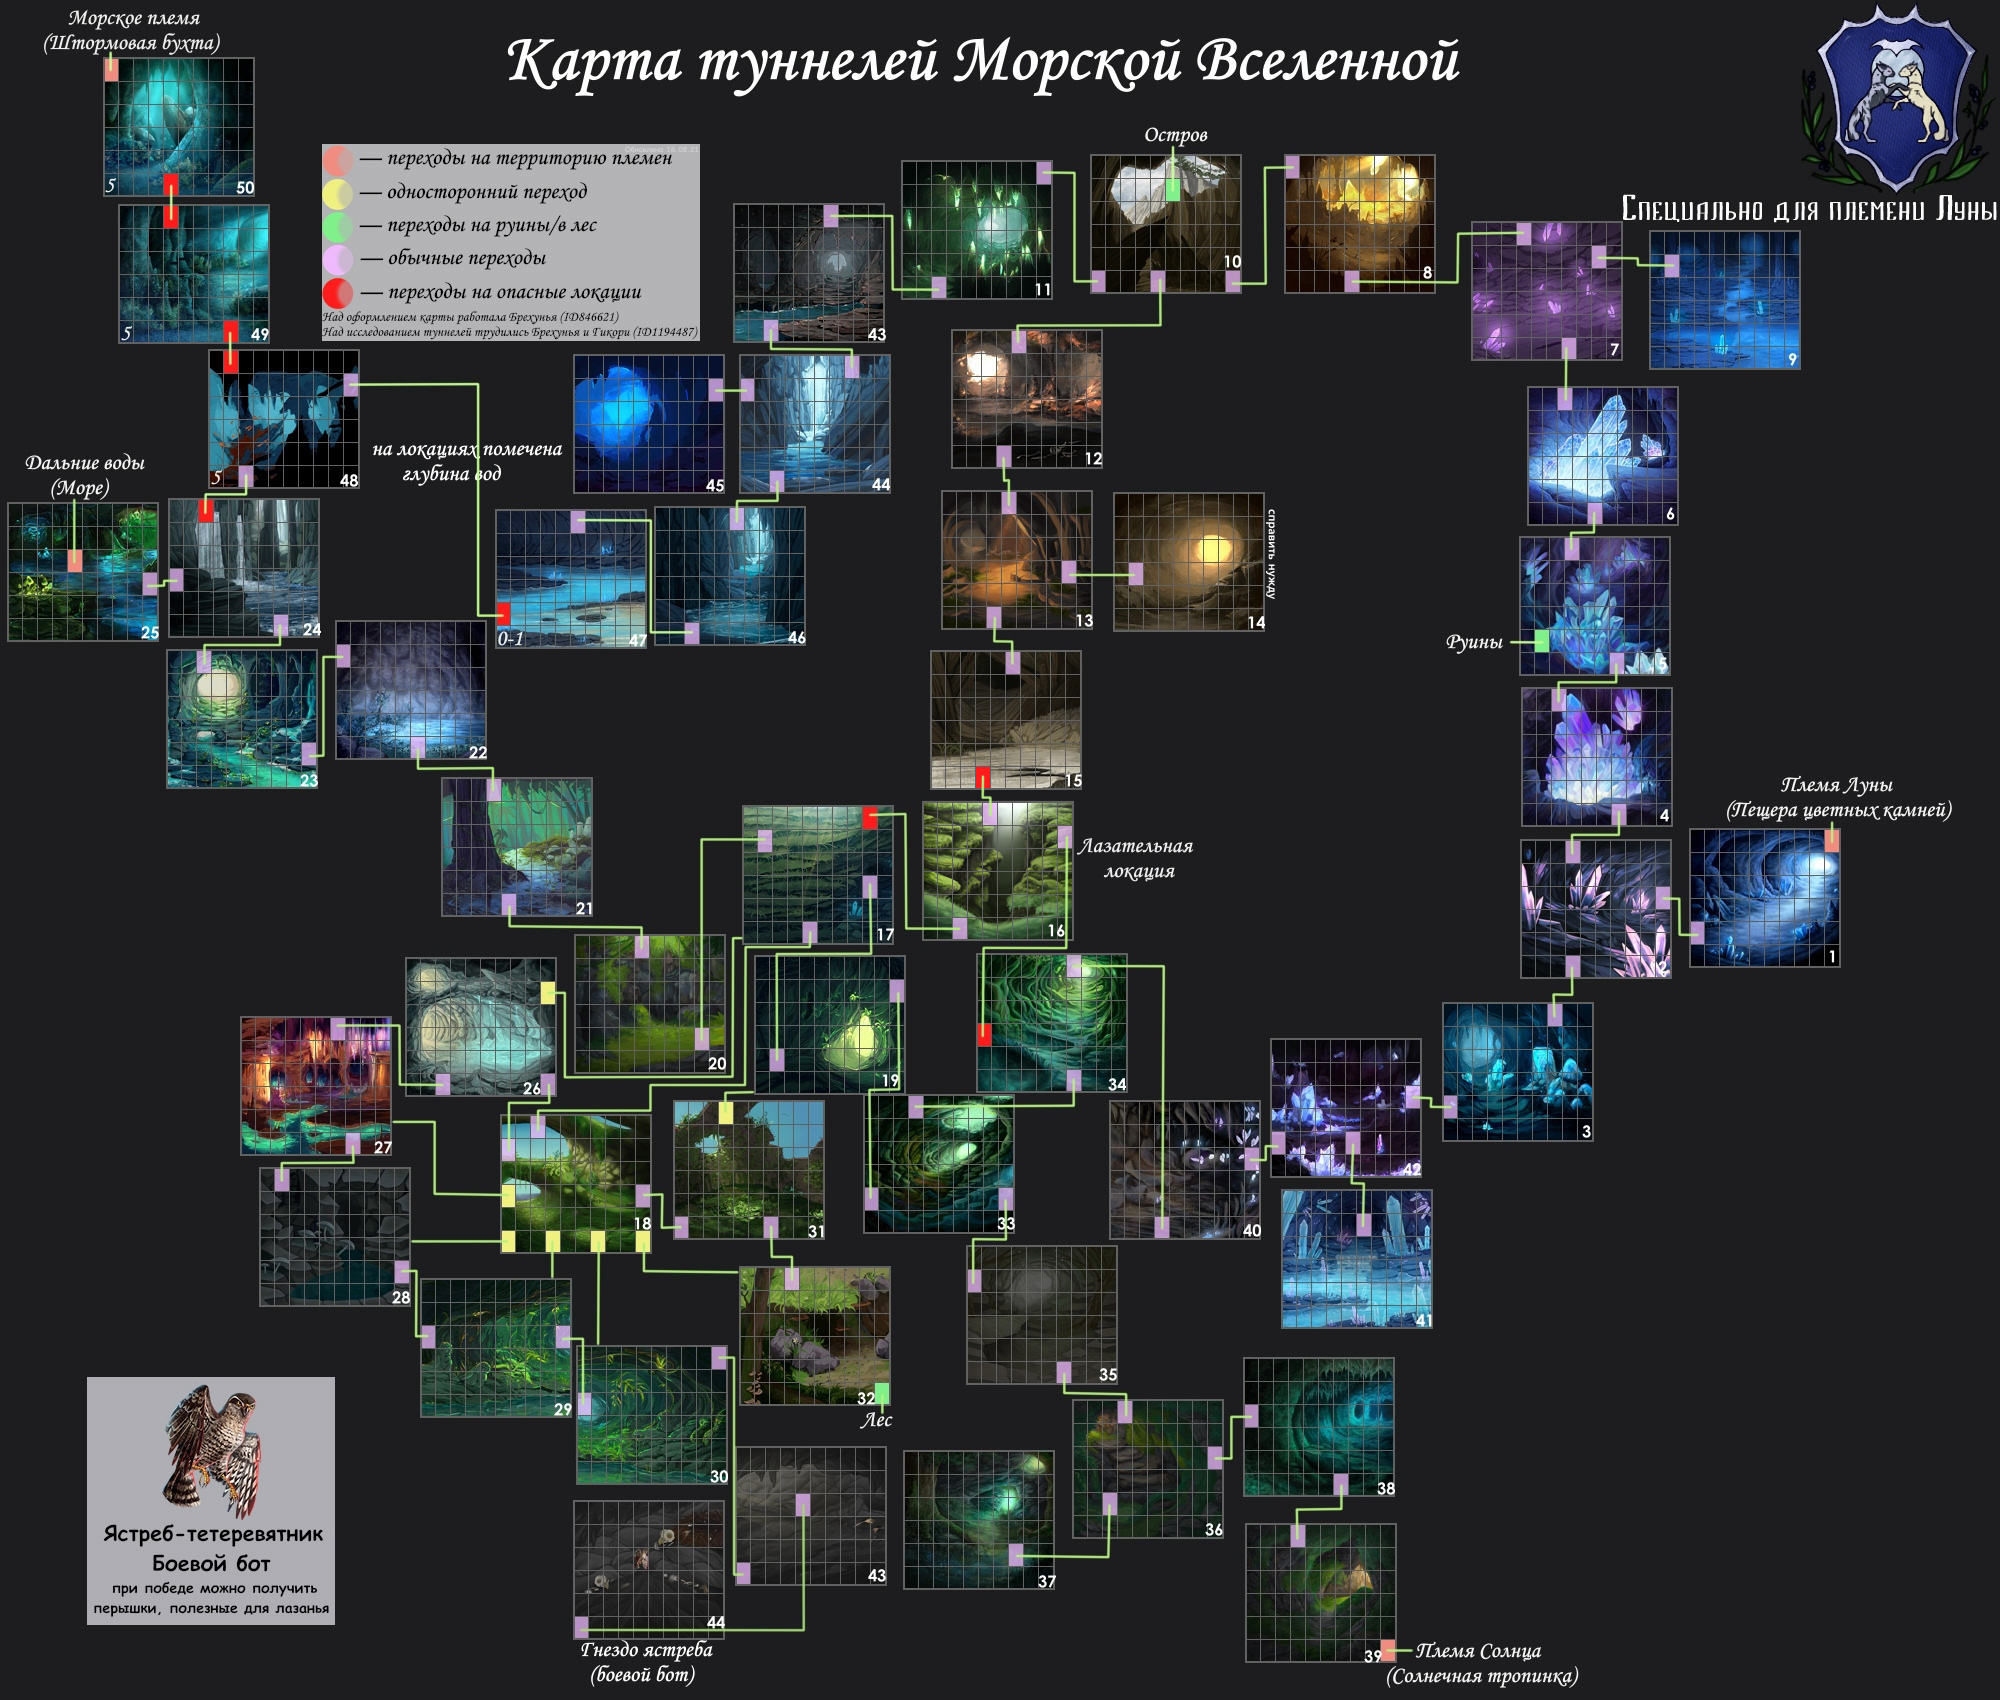 Карта туннелей Морской Вселенной
Специально для племени Луны
Морское племя
(Штормовая бухта)
5
50
5
49
5
48
Обновлено 18.08.21
— переходы на территорию племен
— односторонний переход
— переходы на руины/в лес
— обычные переходы
— переходы на опасные локации
Над оформлением карты работала Брехунья (ID846621)
Над исследованием туннелей трудились Брехунья и Гикори (ID1194487)
на локациях помечена
глубина вод
Дальние воды
(Море)
25
24
23
22
21
45
44
43
0-1
47
46
11
Остров
10
8
7
9
12
13
14
справить нужду
15
16
Лазательная
локация
17
6
Руины
5
4
Племя Луны
(Пещера цветных камней)
2
1
3
20
19
34
26
27
18
31
33
40
42
41
28
29
30
32
Лес
35
36
37
38
39
Племя Солнца
(Солнечная тропинка)
43
44
Гнездо ястреба
(боевой бот)
Ястреб-тетеревятник
Боевой бот
при победе можно получить
перышки, полезные для лазанья